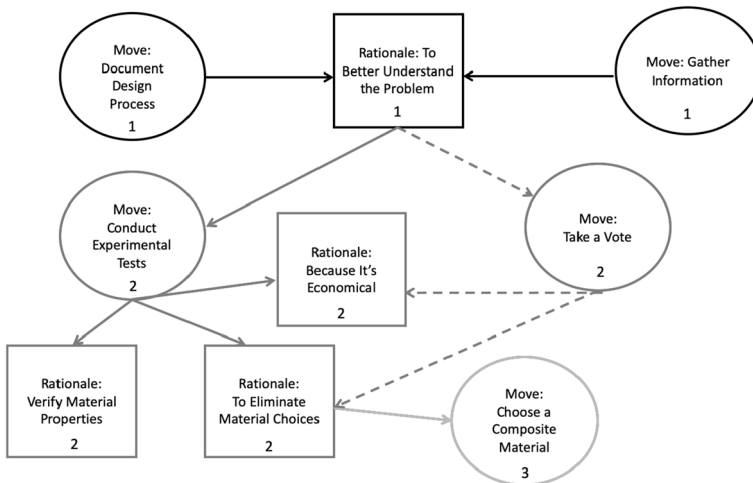 Move:
Document
Design
Process
1
Rationale: To
Better Understand
the Problem
1
Move: Gather
Information
1
Move:
Conduct
Experimental
Tests
2
Rationale:
Because It's
Economical
2
Move:
Take a Vote
2
Rationale:
Verify Material
Properties
2
Rationale:
To Eliminate
Material Choices
2
Move:
Choose a
Composite
Material
3